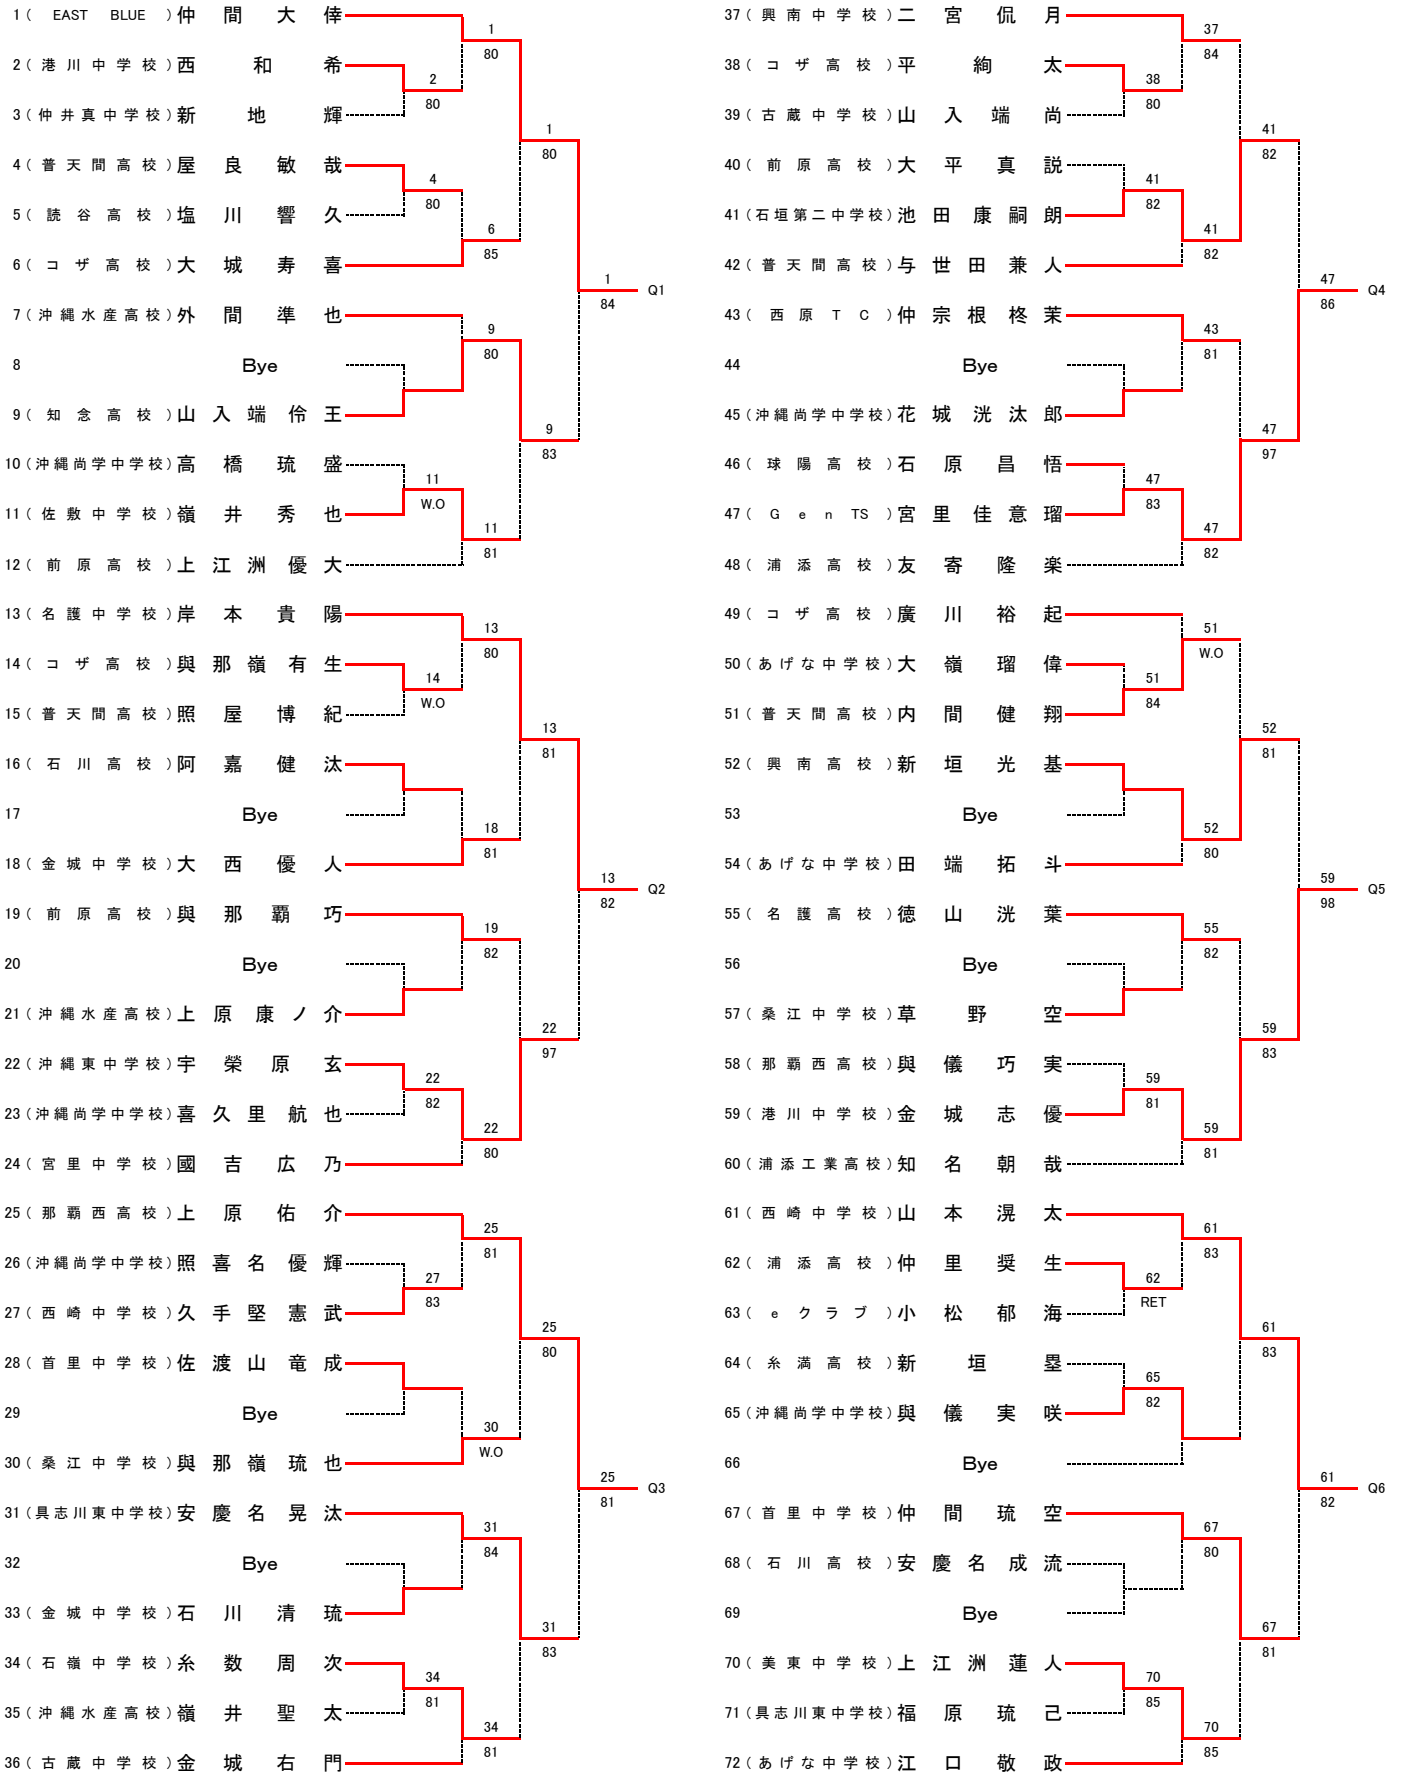 1 ( EAST BLUE ) 仲間大倖
2 ( 港川中学校 ) 西和希
3 ( 仲井真中学校 ) 新地輝
4 ( 普天間高校 ) 屋良敏哉
5 ( 読谷高校 ) 塩川響久
6 ( コザ高校 ) 大城寿喜
7 ( 沖縄水産高校 ) 外間準也
8 Bye
9 ( 知念高校 ) 山入端伶王
10 ( 沖縄尚学中学校 ) 高橋琉盛
11 ( 佐敷中学校 ) 嶺井秀也
12 ( 前原高校 ) 上江洲優大
1
80
2
80
4
80
6
85
1
80
9
80
11
W.O
11
81
9
83
1
84
Q1
13 ( 名護中学校 ) 岸本貴陽
14 ( コザ高校 ) 與那嶺有生
15 ( 普天間高校 ) 照屋博紀
16 ( 石川高校 ) 阿嘉健汰
17 Bye
18 ( 金城中学校 ) 大西優人
19 ( 前原高校 ) 與那覇巧
20 Bye
21 ( 沖縄水産高校 ) 上原康ノ介
22 ( 沖縄東中学校 ) 宇榮原玄
23 ( 沖縄尚学中学校 ) 喜久里航也
24 ( 宮里中学校 ) 國吉広乃
13
80
14
W.O
13
81
18
81
19
82
22
82
22
80
22
97
13
82
Q2
25 ( 那覇西高校 ) 上原佑介
26 ( 沖縄尚学中学校 ) 照喜名優輝
27 ( 西崎中学校 ) 久手堅憲武
28 ( 首里中学校 ) 佐渡山竜成
29 Bye
30 ( 桑江中学校 ) 與那嶺琉也
31 ( 具志川東中学校 ) 安慶名晃汰
32 Bye
33 ( 金城中学校 ) 石川清琉
34 ( 石嶺中学校 ) 糸数周次
35 ( 沖縄水産高校 ) 嶺井聖太
36 ( 古蔵中学校 ) 金城右門
25
81
27
83
25
80
30
W.O
31
84
34
81
34
81
31
83
25
81
Q3
37 ( 興南中学校 ) 二宮侃月
38 ( コザ高校 ) 平絢太
39 ( 古蔵中学校 ) 山入端尚
40 ( 前原高校 ) 大平真説
41 ( 石垣第二中学校 ) 池田康嗣朗
42 ( 普天間高校 ) 与世田兼人
43 ( 西原TC ) 仲宗根柊茉
44 Bye
45 ( 沖縄尚学中学校 ) 花城洸汰郎
46 ( 球陽高校 ) 石原昌悟
47 ( Gen TS ) 宮里佳意瑠
48 ( 浦添高校 ) 友寄隆楽
37
84
38
80
41
82
41
82
41
82
43
81
47
83
47
82
47
97
47
86
Q4
49 ( コザ高校 ) 廣川裕起
50 ( あげな中学校 ) 大嶺瑠偉
51 ( 普天間高校 ) 内間健翔
52 ( 興南高校 ) 新垣光基
53 Bye
54 ( あげな中学校 ) 田端拓斗
55 ( 名護高校 ) 徳山洸葉
56 Bye
57 ( 桑江中学校 ) 草野空
58 ( 那覇西高校 ) 與儀巧実
59 ( 港川中学校 ) 金城志優
60 ( 浦添工業高校 ) 知名朝哉
51
W.O
51
84
52
81
52
80
55
82
59
81
59
81
59
83
59
98
Q5
61 ( 西崎中学校 ) 山本滉太
62 ( 浦添高校 ) 仲里奨生
63 ( eクラブ ) 小松郁海
64 ( 糸満高校 ) 新垣塁
65 ( 沖縄尚学中学校 ) 與儀実咲
66 Bye
67 ( 首里中学校 ) 仲間琉空
68 ( 石川高校 ) 安慶名成流
69 Bye
70 ( 美東中学校 ) 上江洲蓮人
71 ( 具志川東中学校 ) 福原琉己
72 ( あげな中学校 ) 江口敬政
61
83
62
RET
61
83
65
82
67
80
70
85
70
85
67
81
61
82
Q6